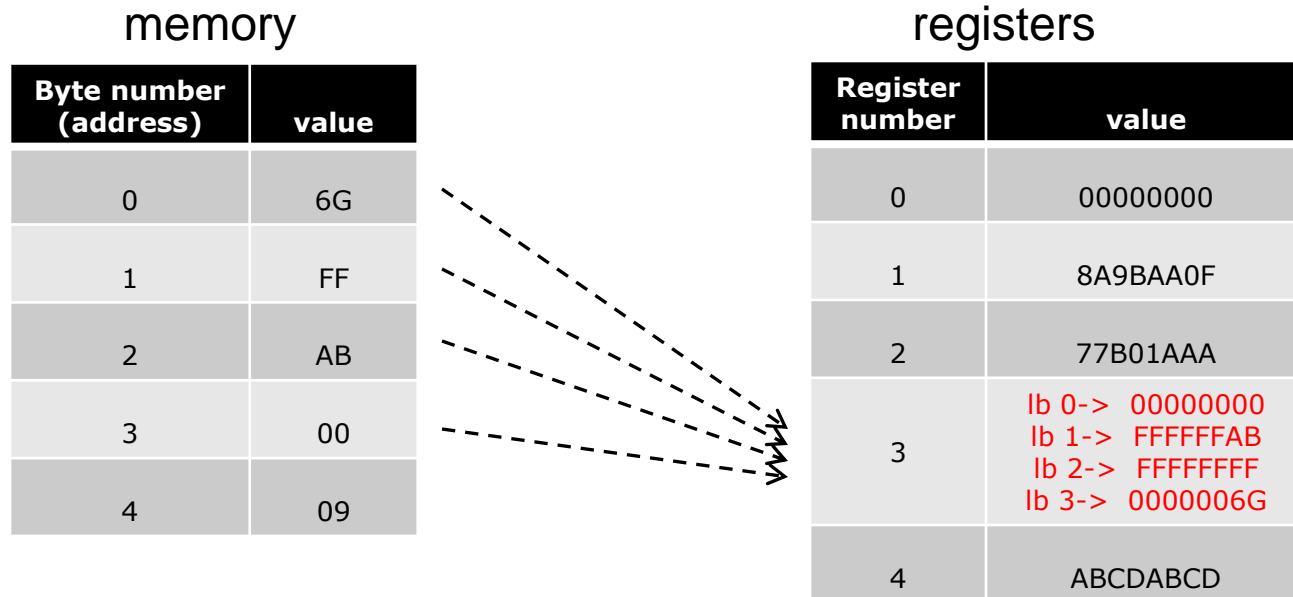 memory
registers
Byte number (address) value
0 6G
1 FF
2 AB
3 00
4 09
Register number value
0 00000000
1 8A9BAA0F
2 77B01AAA
3
lb 0-> 00000000
lb 1-> FFFFFFAB
lb 2-> FFFFFFFF
lb 3-> 0000006G
4 ABCDABCD